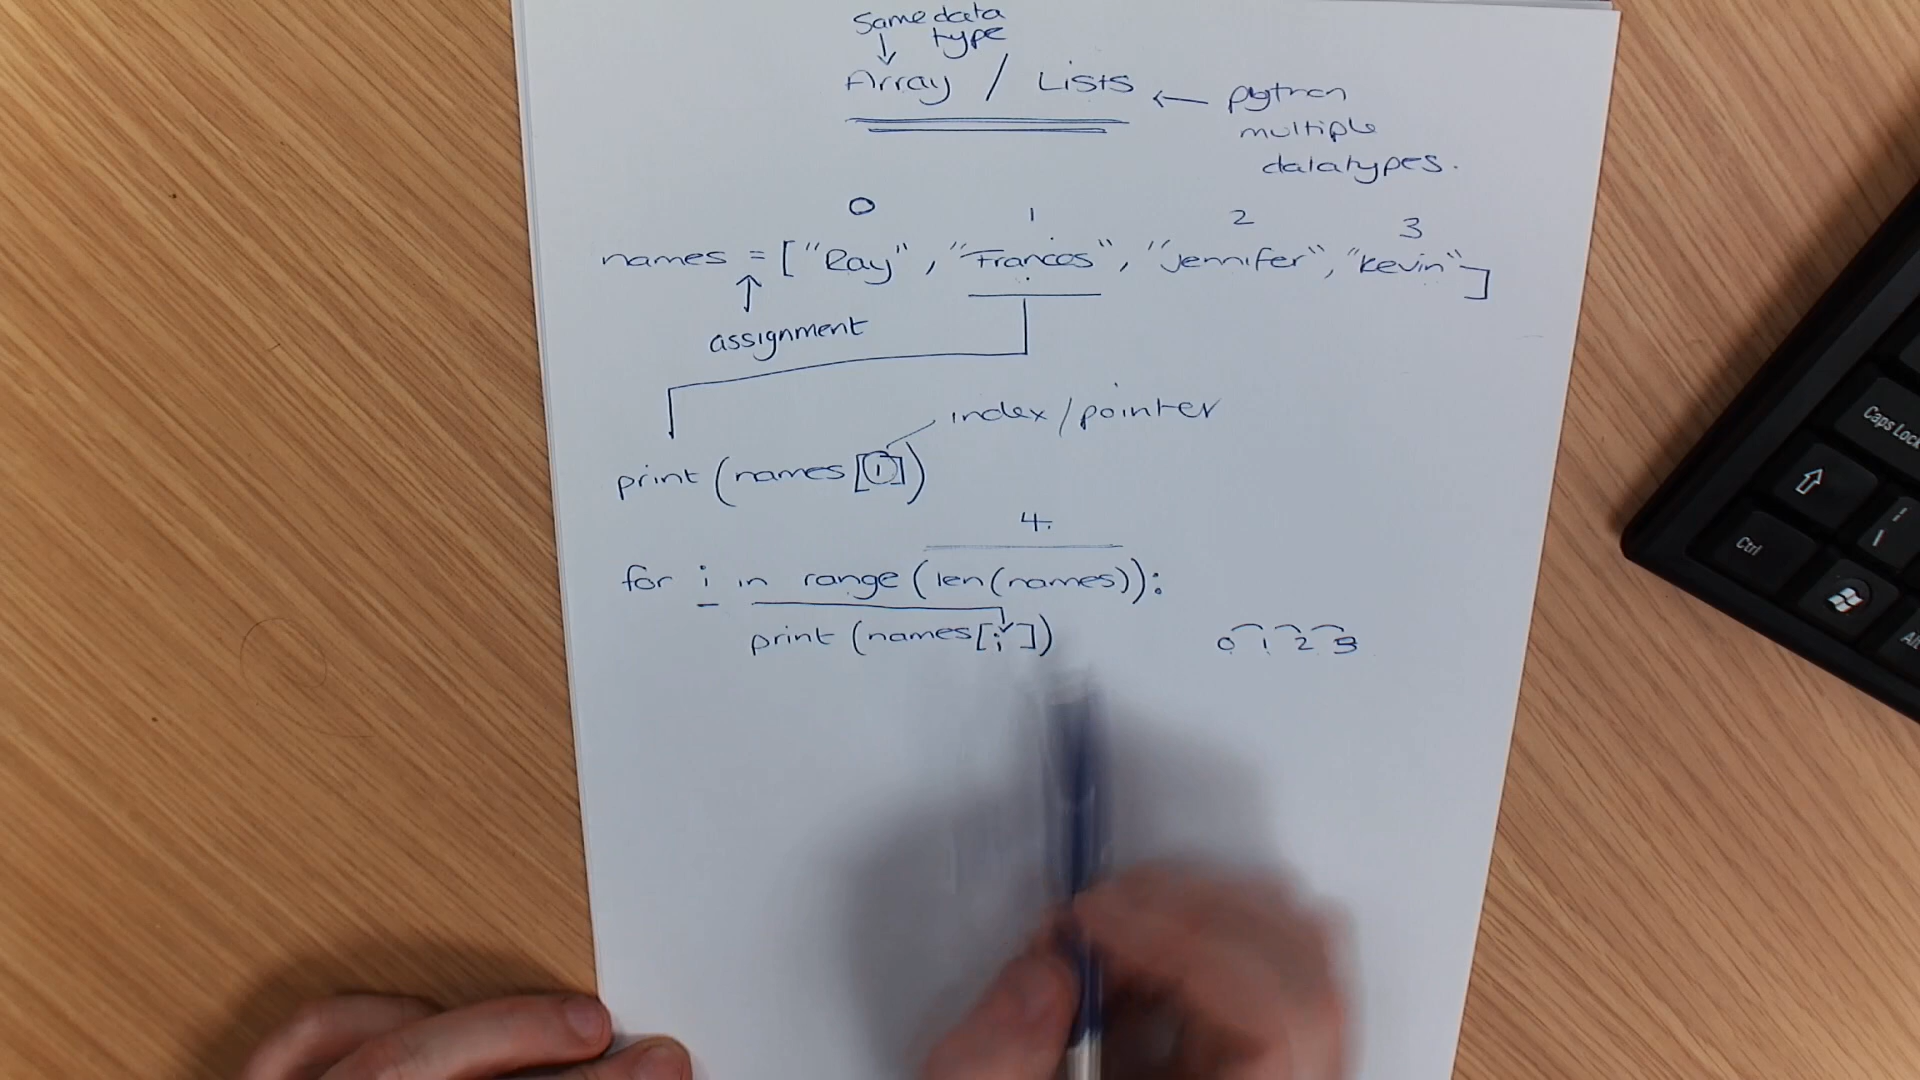 Same data
type
Array / Lists
python
multiple
datatypes.
0 1 2 3
names = ["Ray", "Frances", "Jennifer", "Kevin"]
assignment
index/pointer
print (names[1])
4.
for i in range (len(names)):
print (names[i])
0 1 2 3
Caps Lock
Ctrl